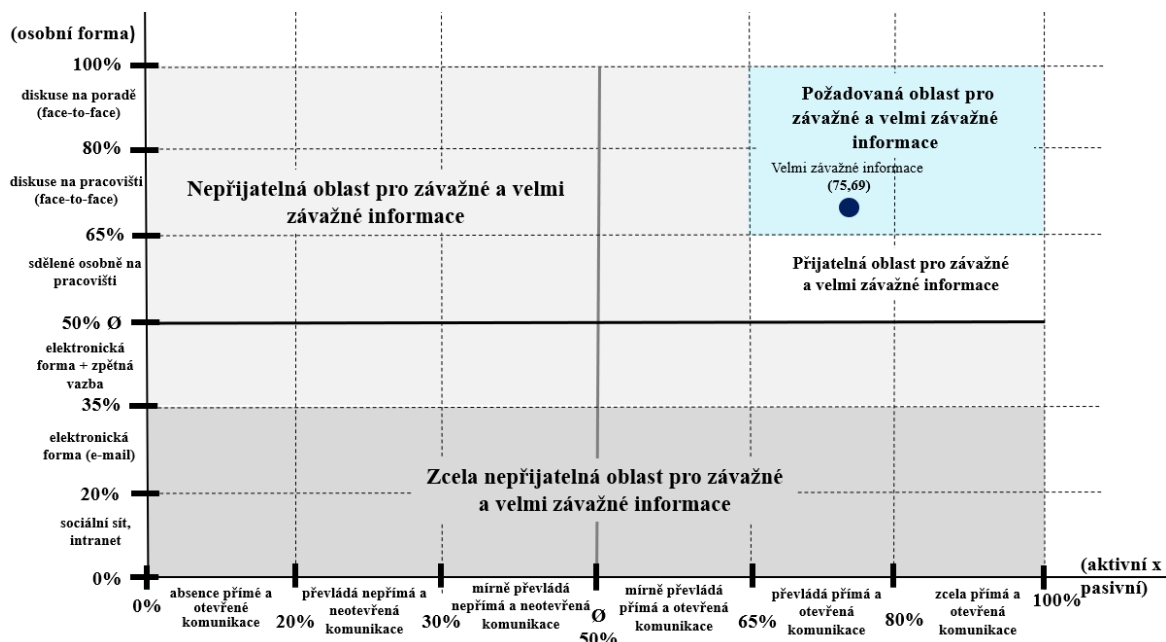 (osobní forma)
100%
diskuse na poradě
(face-to-face)
80%
diskuse na pracovišti
(face-to-face)
65%
sdělené osobně na
pracovišti
50% Ø
elektronická
forma + zpětná
vazba
35%
elektronická
forma (e-mail)
20%
sociální sít,
intranet
0%
Požadovaná oblast pro
závažné a velmi závažné
informace
Velmi závažné informace
(75,69)
Nepřijatelná oblast pro závažné a velmi
závažné informace
Přijatelná oblast pro závažné
a velmi závažné informace
Zcela nepřijatelná oblast pro závažné
a velmi závažné informace
0%
absence přímé a
otevřené
komunikace
20%
převládá nepřímá a
neotevřená
komunikace
30%
mírně převládá
nepřímá a neotevřená
komunikace
Ø
50%
mírně převládá
přímá a otevřená
komunikace
65%
převládá přímá a
otevřená
komunikace
80%
zcela přímá a
otevřená
komunikace
100%
(aktivní x
pasivní)